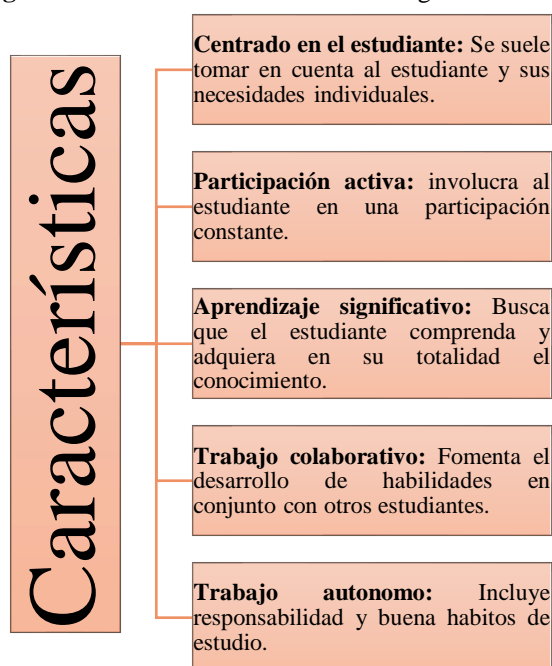 Características
Centrado en el estudiante: Se suele
tomar en cuenta al estudiante y sus
necesidades individuales.
Participación activa: involucra al
estudiante en una participación
constante.
Aprendizaje significativo: Busca
que el estudiante comprenda y
adquiera en su totalidad el
conocimiento.
Trabajo colaborativo: Fomenta el
desarrollo de habilidades en
conjunto con otros estudiantes.
Trabajo autonomo: Incluye
responsabilidad y buena habitos de
estudio.